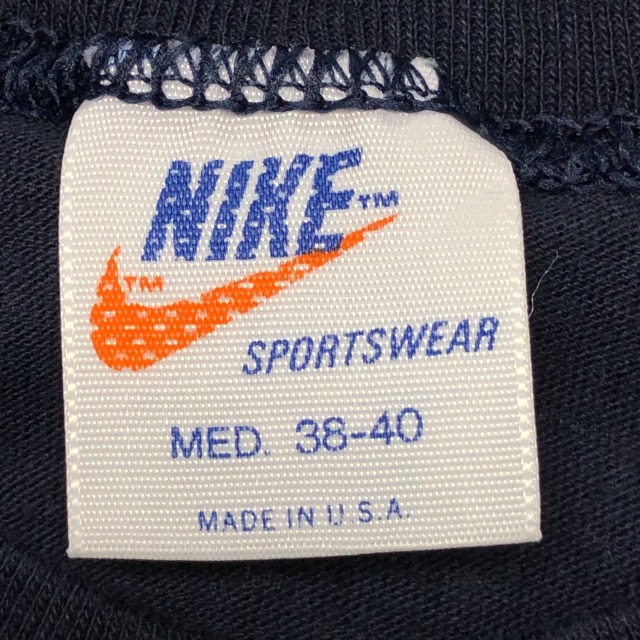 NIKE™
™
SPORTSWEAR
MED. 38-40
MADE IN U.S.A.